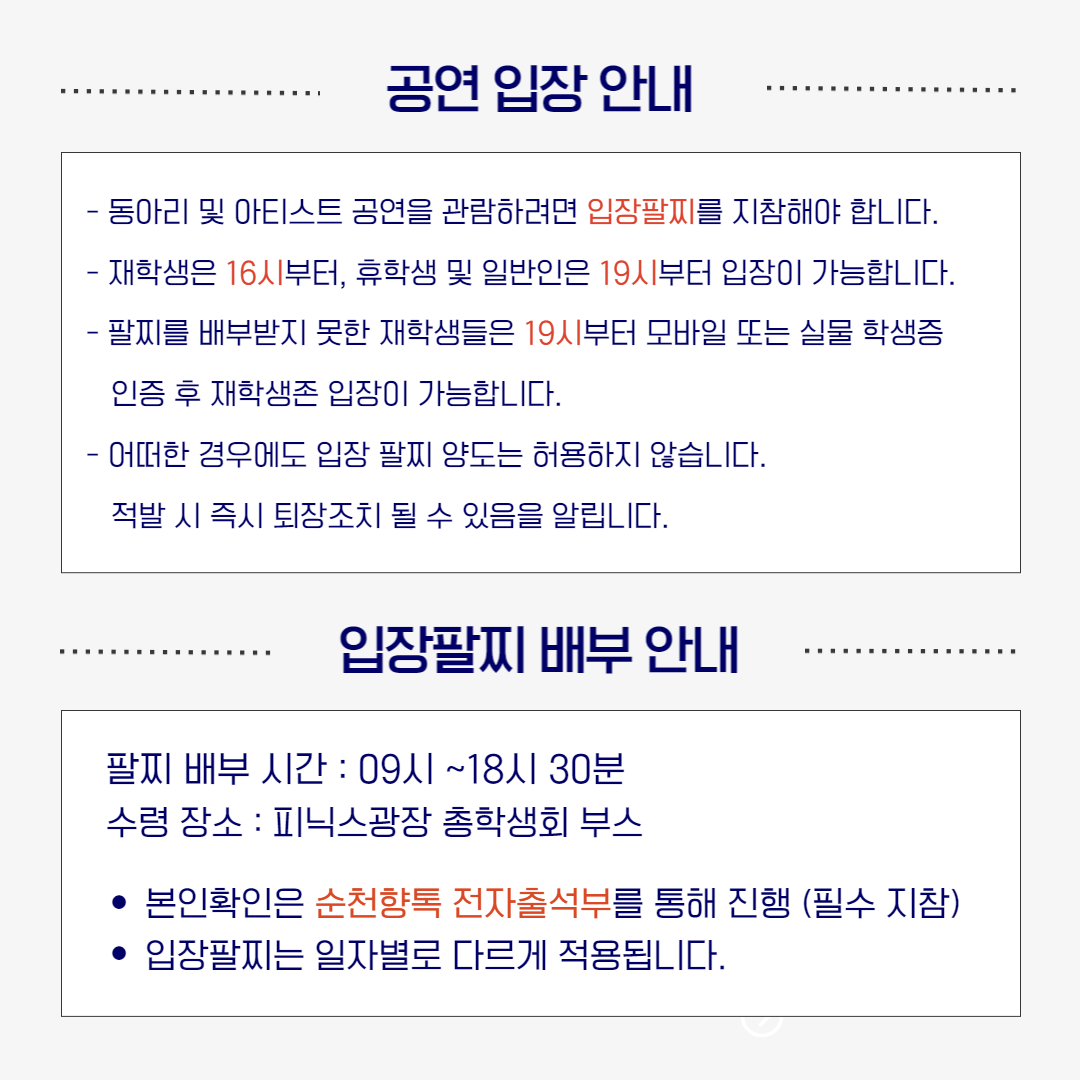 공연 입장 안내
- 동아리 및 아티스트 공연을 관람하려면 입장팔찌를 지참해야 합니다.
- 재학생은 16시부터, 휴학생 및 일반인은 19시부터 입장이 가능합니다.
- 팔찌를 배부받지 못한 재학생들은 19시부터 모바일 또는 실물 학생증
인증 후 재학생존 입장이 가능합니다.
- 어떠한 경우에도 입장 팔찌 양도는 허용하지 않습니다.
적발 시 즉시 퇴장조치 될 수 있음을 알립니다.
입장팔찌 배부 안내
팔찌 배부 시간 : 09시 ~18시 30분
수령 장소 : 피닉스광장 총학생회 부스
• 본인확인은 순천향톡 전자출석부를 통해 진행 (필수 지참)
• 입장팔찌는 일자별로 다르게 적용됩니다.